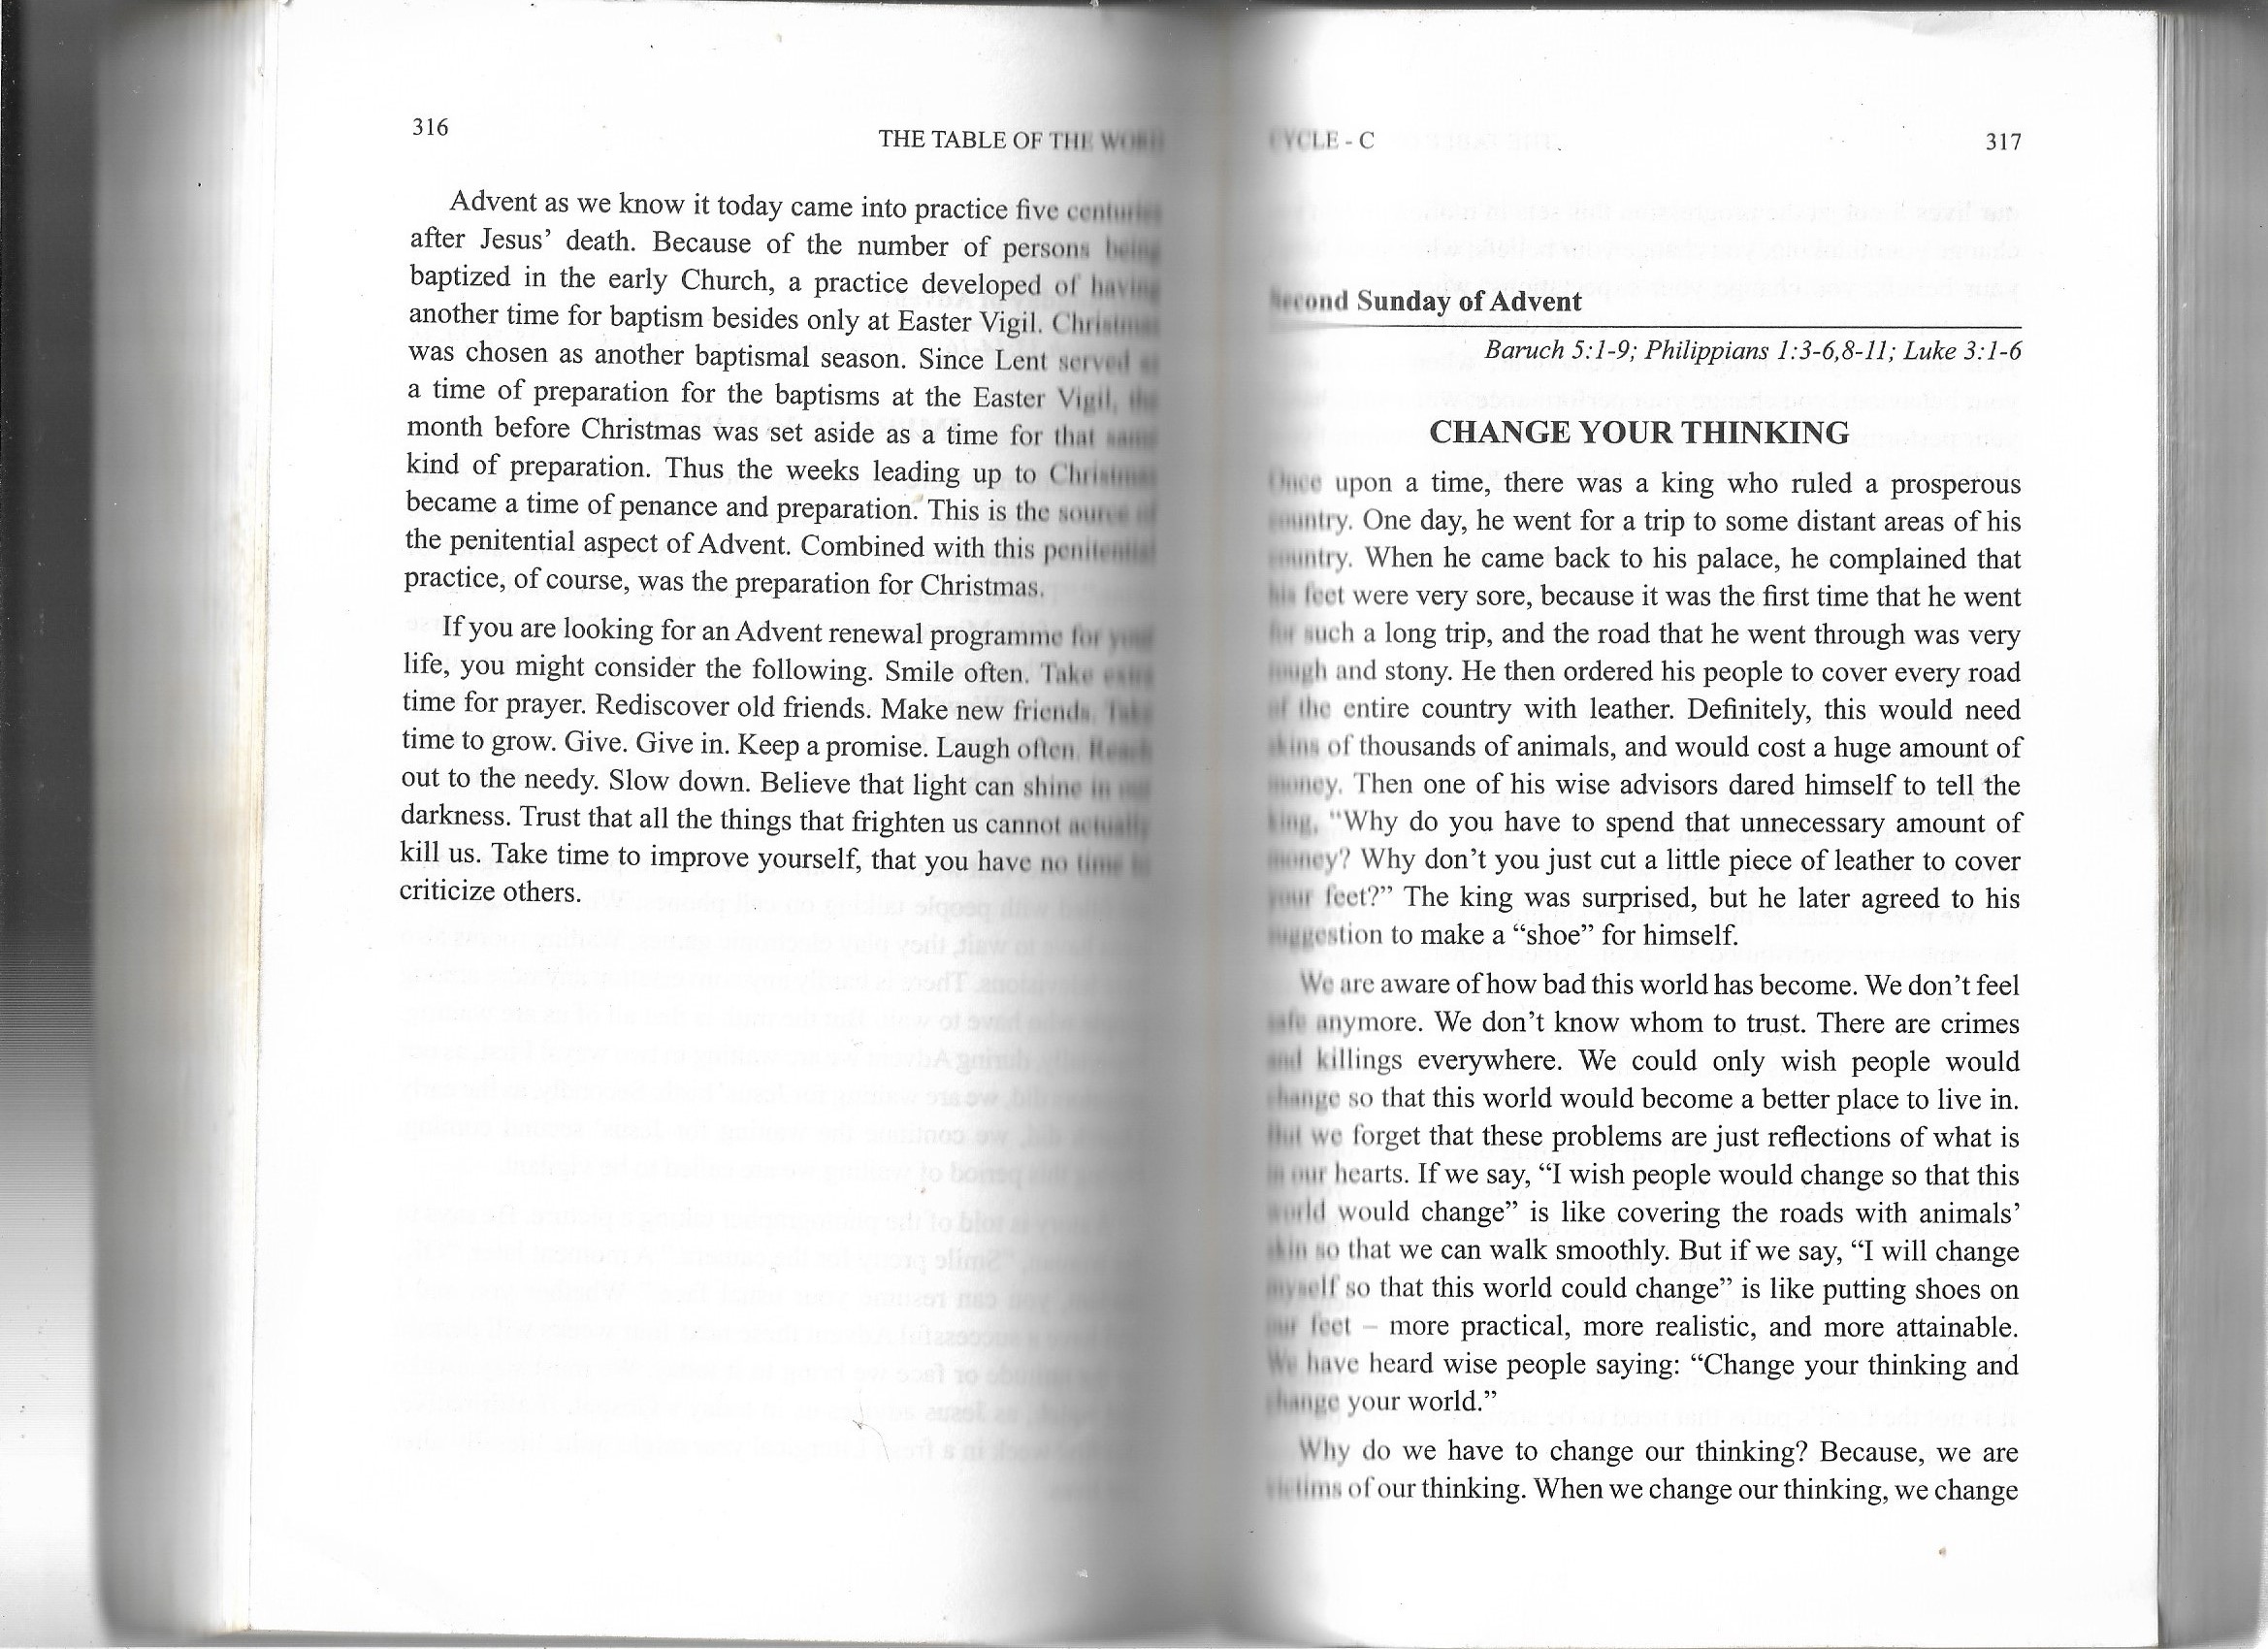 316
THE TABLE OF THE WORD
Advent as we know it today came into practice five centuries
after Jesus’ death. Because of the number of persons being
baptized in the early Church, a practice developed of having
another time for baptism besides only at Easter Vigil. Christmas
was chosen as another baptismal season. Since Lent served as
a time of preparation for the baptisms at the Easter Vigil, the
month before Christmas was set aside as a time for that same
kind of preparation. Thus the weeks leading up to Christmas
became a time of penance and preparation. This is the source of
the penitential aspect of Advent. Combined with this penitential
practice, of course, was the preparation for Christmas.
If you are looking for an Advent renewal programme for your
life, you might consider the following. Smile often. Take extra
time for prayer. Rediscover old friends. Make new friends. Take
time to grow. Give. Give in. Keep a promise. Laugh often. Reach
out to the needy. Slow down. Believe that light can shine in our
darkness. Trust that all the things that frighten us cannot actually
kill us. Take time to improve yourself, that you have no time to
criticize others.
CYCLE - C
317
Second Sunday of Advent
Baruch 5:1-9; Philippians 1:3-6,8-11; Luke 3:1-6
CHANGE YOUR THINKING
Once upon a time, there was a king who ruled a prosperous
country. One day, he went for a trip to some distant areas of his
country. When he came back to his palace, he complained that
his feet were very sore, because it was the first time that he went
for such a long trip, and the road that he went through was very
rough and stony. He then ordered his people to cover every road
of the entire country with leather. Definitely, this would need
skins of thousands of animals, and would cost a huge amount of
money. Then one of his wise advisors dared himself to tell the
king, “Why do you have to spend that unnecessary amount of
money? Why don’t you just cut a little piece of leather to cover
your feet?” The king was surprised, but he later agreed to his
suggestion to make a “shoe” for himself.
We are aware of how bad this world has become. We don’t feel
safe anymore. We don’t know whom to trust. There are crimes
and killings everywhere. We could only wish people would
change so that this world would become a better place to live in.
But we forget that these problems are just reflections of what is
in our hearts. If we say, “I wish people would change so that this
world would change” is like covering the roads with animals’
skin so that we can walk smoothly. But if we say, “I will change
myself so that this world could change” is like putting shoes on
our feet – more practical, more realistic, and more attainable.
We have heard wise people saying: “Change your thinking and
change your world.”
Why do we have to change our thinking? Because, we are
victims of our thinking. When we change our thinking, we change